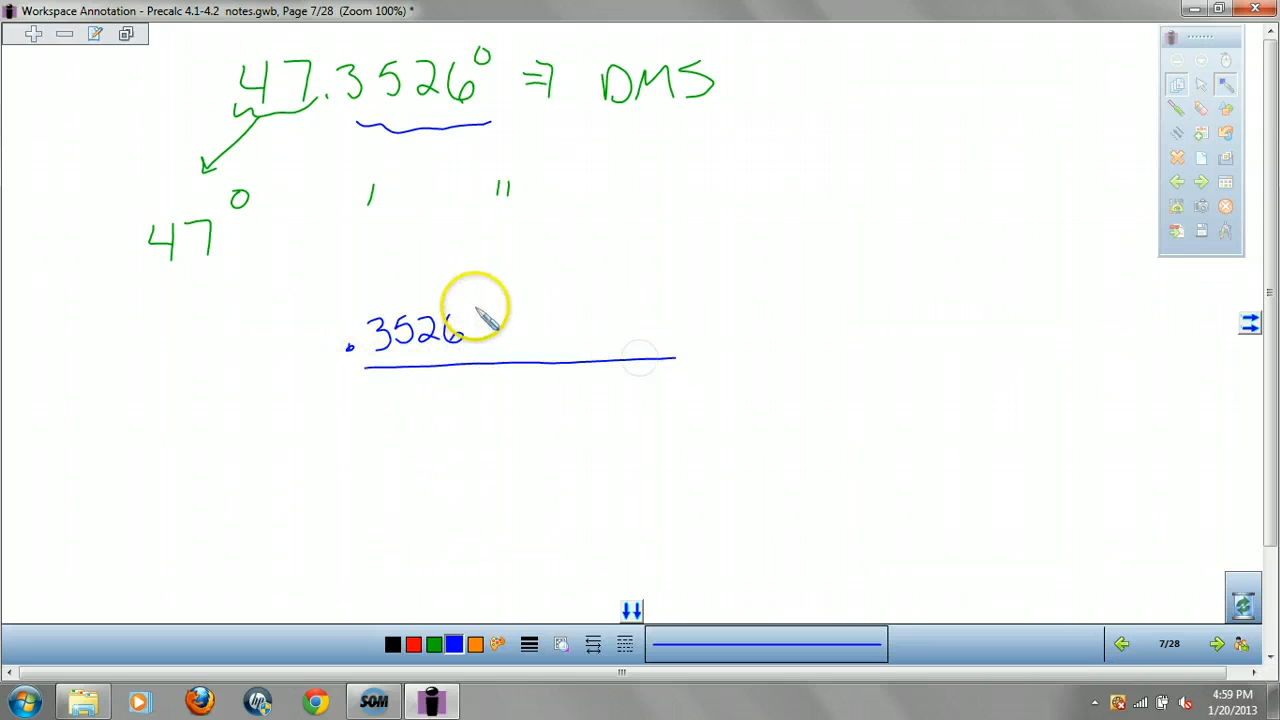 Workspace Annotation - Precalc 4.1-4.2 notes.gwb, Page 7/28 (Zoom 100%) *
47.3526° ⇒ DMS
° ' "
47
.3526
7/28
SOM
4:59 PM
1/20/2013